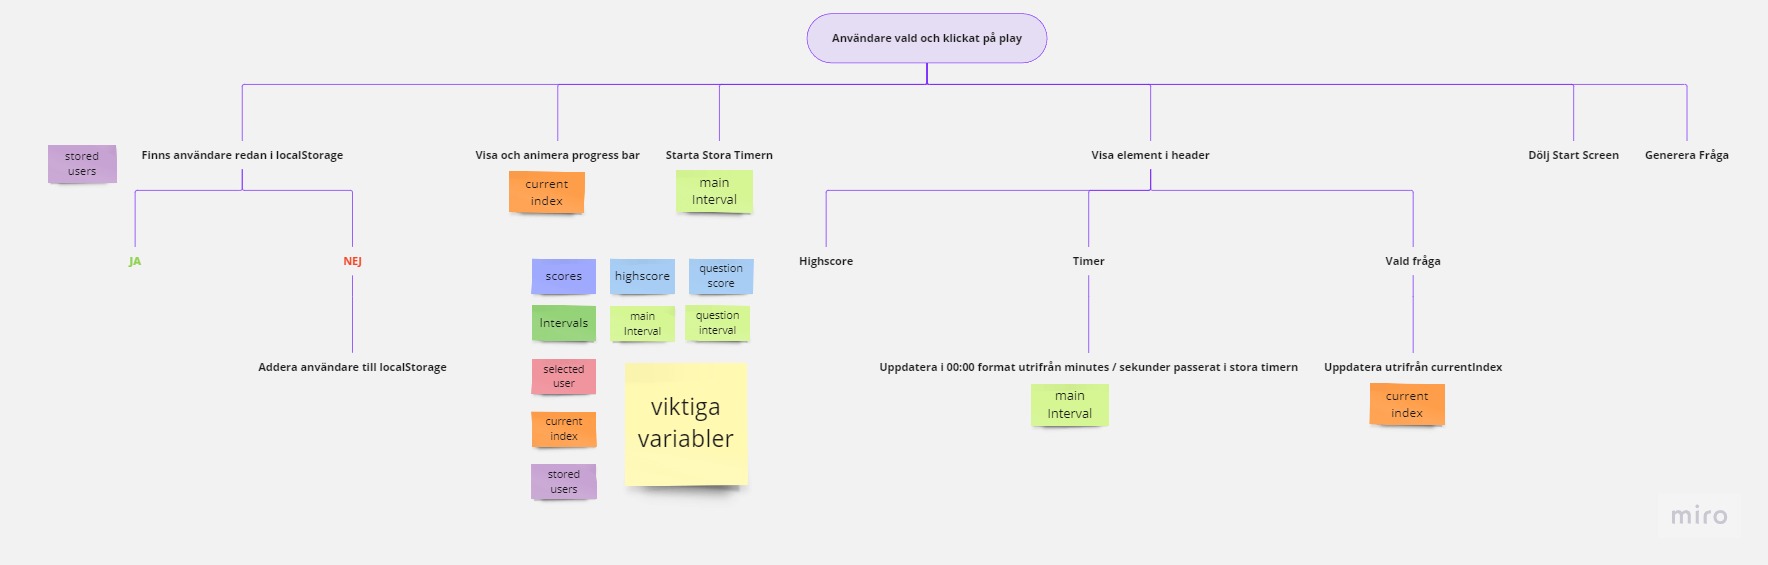 Användare vald och klickat på play
stored
users
Finns användare redan i localStorage
Visa och animera progress bar
Starta Stora Timern
Visa element i header
Dölj Start Screen
Generera Fråga
current
index
main
Interval
JA
NEJ
Highscore
Timer
Vald fråga
scores
highscore
question
score
Intervals
main
Interval
question
interval
Addera användare till localStorage
selected
user
viktiga
variabler
Uppdatera i 00:00 format utrifrån minutes / sekunder passerat i stora timern
Uppdatera utrifrån currentIndex
main
Interval
current
index
current
index
stored
users
miro